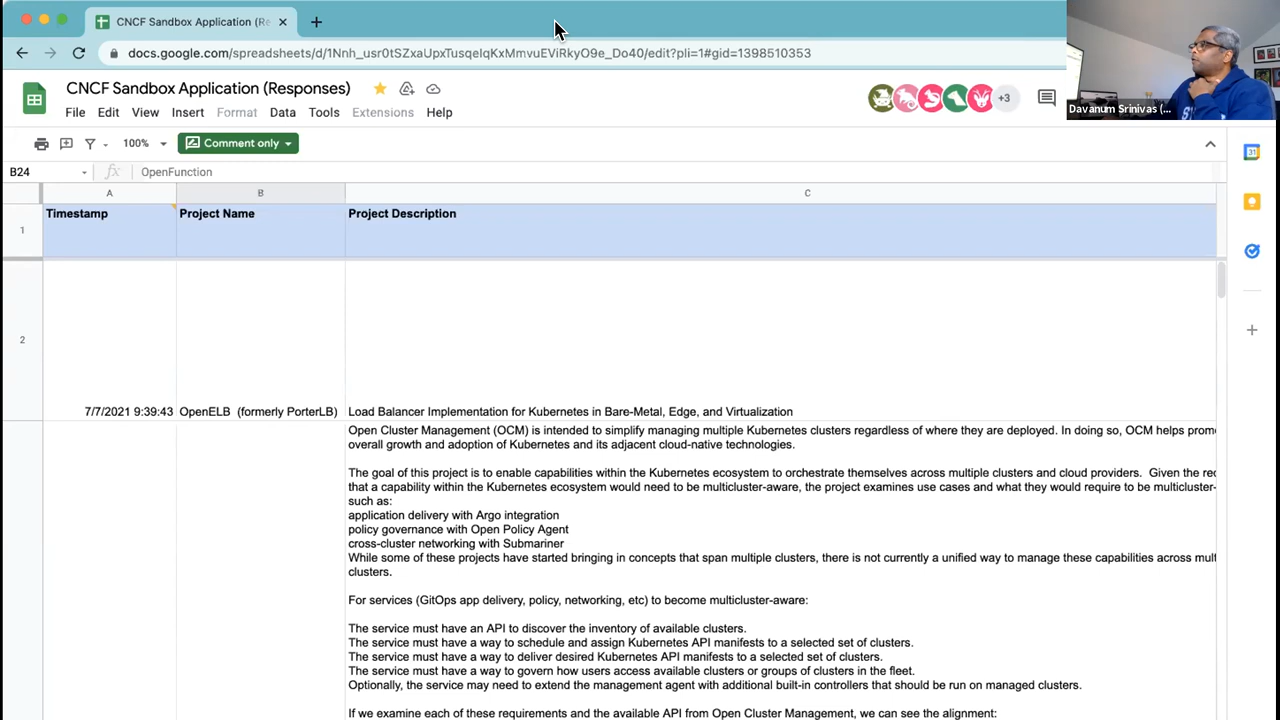 CNCF Sandbox Application (Re
docs.google.com/spreadsheets/d/1Nnh_usr0tSZxaUpxTusqeIqKxMmvuEViRkyO9e_Do40/edit?pli=1#gid=1398510353
Davanum Srinivas (...
CNCF Sandbox Application (Responses)
+3
File Edit View Insert Format Data Tools Extensions Help
100% Comment only
31
B24 fx OpenFunction
A B C
1 Timestamp Project Name Project Description
2
7/7/2021 9:39:43 OpenELB (formerly PorterLB) Load Balancer Implementation for Kubernetes in Bare-Metal, Edge, and Virtualization
Open Cluster Management (OCM) is intended to simplify managing multiple Kubernetes clusters regardless of where they are deployed. In doing so, OCM helps prom
overall growth and adoption of Kubernetes and its adjacent cloud-native technologies.
The goal of this project is to enable capabilities within the Kubernetes ecosystem to orchestrate themselves across multiple clusters and cloud providers. Given the rec
that a capability within the Kubernetes ecosystem would need to be multicluster-aware, the project examines use cases and what they would require to be multicluster-
such as:
application delivery with Argo integration
policy governance with Open Policy Agent
cross-cluster networking with Submariner
While some of these projects have started bringing in concepts that span multiple clusters, there is not currently a unified way to manage these capabilities across mult
clusters.
For services (GitOps app delivery, policy, networking, etc) to become multicluster-aware:
The service must have an API to discover the inventory of available clusters.
The service must have a way to schedule and assign Kubernetes API manifests to a selected set of clusters.
The service must have a way to deliver desired Kubernetes API manifests to a selected set of clusters.
The service must have a way to govern how users access available clusters or groups of clusters in the fleet.
Optionally, the service may need to extend the management agent with additional built-in controllers that should be run on managed clusters.
If we examine each of these requirements and the available API from Open Cluster Management, we can see the alignment: